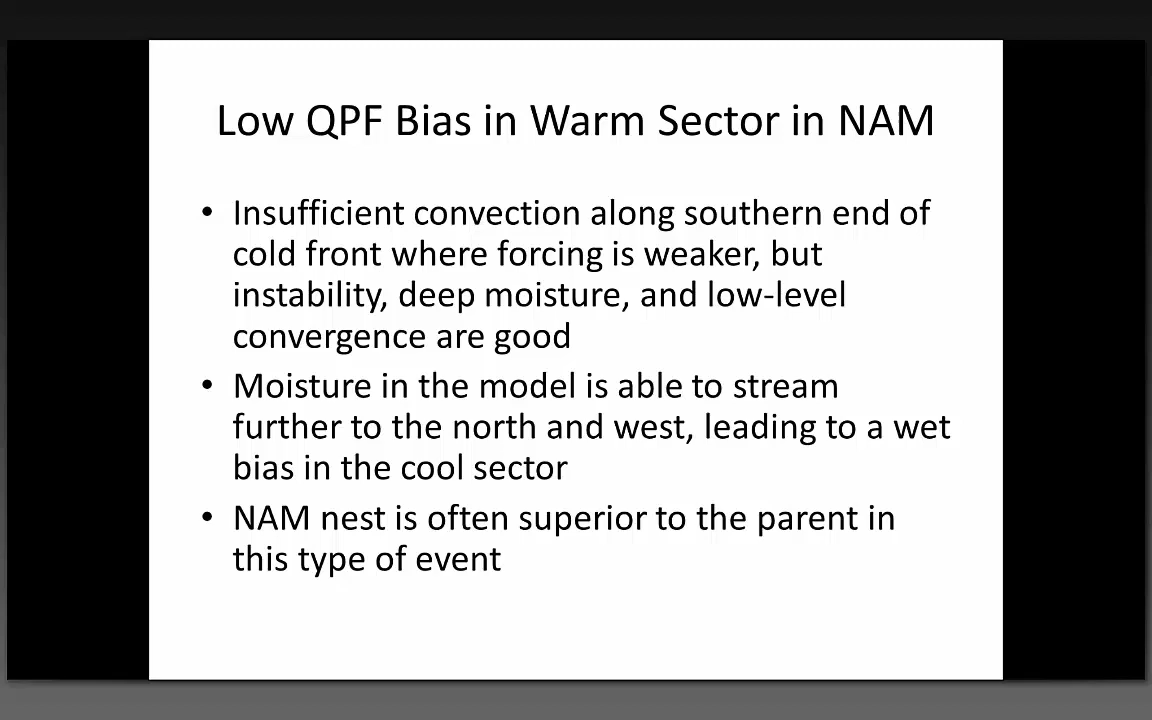 Low QPF Bias in Warm Sector in NAM
• Insufficient convection along southern end of
cold front where forcing is weaker, but
instability, deep moisture, and low-level
convergence are good
• Moisture in the model is able to stream
further to the north and west, leading to a wet
bias in the cool sector
• NAM nest is often superior to the parent in
this type of event